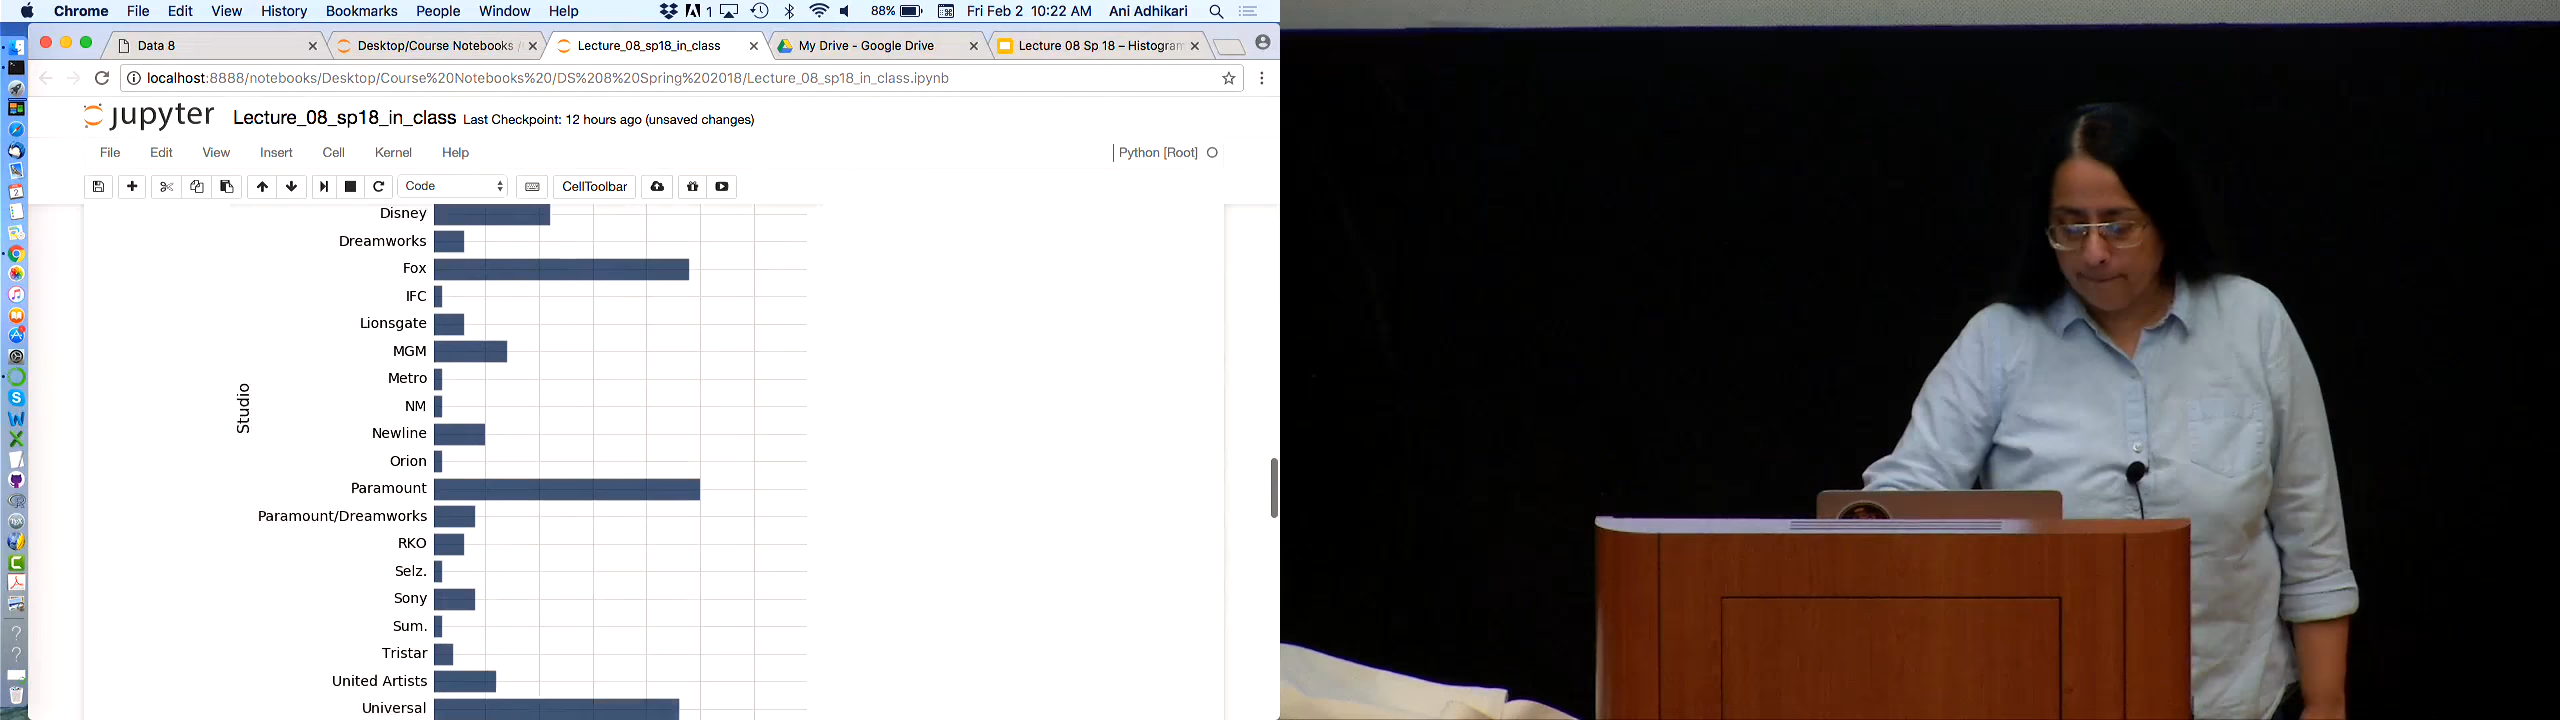 Chrome File Edit View History Bookmarks People Window Help 1 88% Fri Feb 2 10:22 AM Ani Adhikari
Data 8 Desktop/Course Notebooks Lecture_08_sp18_in_class My Drive - Google Drive Lecture 08 Sp 18 – Histogram
localhost:8888/notebooks/Desktop/Course%20Notebooks%20/DS%208%20Spring%202018/Lecture_08_sp18_in_class.ipynb
jupyter Lecture_08_sp18_in_class Last Checkpoint: 12 hours ago (unsaved changes)
File Edit View Insert Cell Kernel Help Python [Root]
Code CellToolbar
Disney
Dreamworks
Fox
IFC
Lionsgate
MGM
Metro
NM
Newline
Orion
Paramount
Paramount/Dreamworks
RKO
Selz.
Sony
Sum.
Tristar
United Artists
Universal
Studio